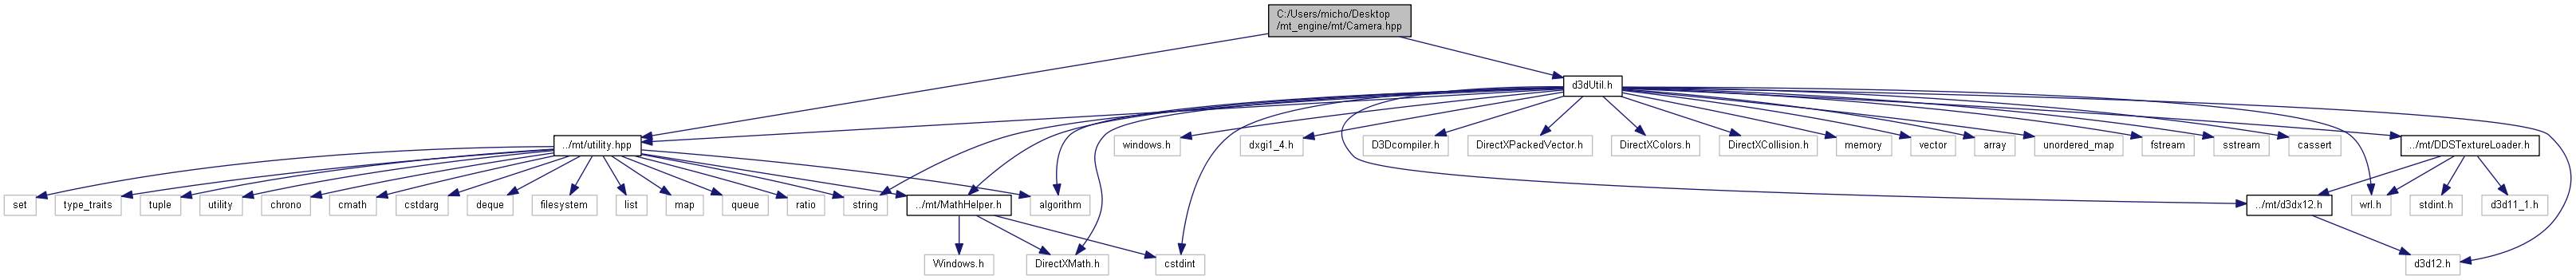 C:/Users/micho/Desktop
/mt_engine/mt/Camera.hpp
d3dUtil.h
../mt/utility.hpp
windows.h
dxgi1_4.h
D3Dcompiler.h
DirectXPackedVector.h
DirectXColors.h
DirectXCollision.h
memory
vector
array
unordered_map
fstream
sstream
cassert
../mt/DDSTextureLoader.h
set
type_traits
tuple
utility
chrono
cmath
cstdarg
deque
filesystem
list
map
queue
ratio
string
../mt/MathHelper.h
algorithm
../mt/d3dx12.h
wrl.h
stdint.h
d3d11_1.h
Windows.h
DirectXMath.h
cstdint
d3d12.h